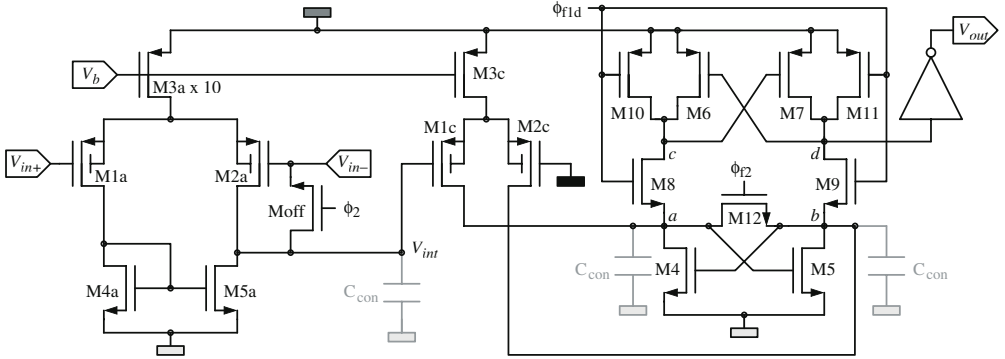 ϕf1d
Vout
Vb
M3a x 10
M3c
M10
M6
M7
M11
M1c
M2c
Vin+
M1a
M2a
Vin−
c
d
ϕf2
M8
M9
Moff
ϕ2
M12
a
b
Vint
M4a
M5a
Ccon
Ccon
M4
M5
Ccon